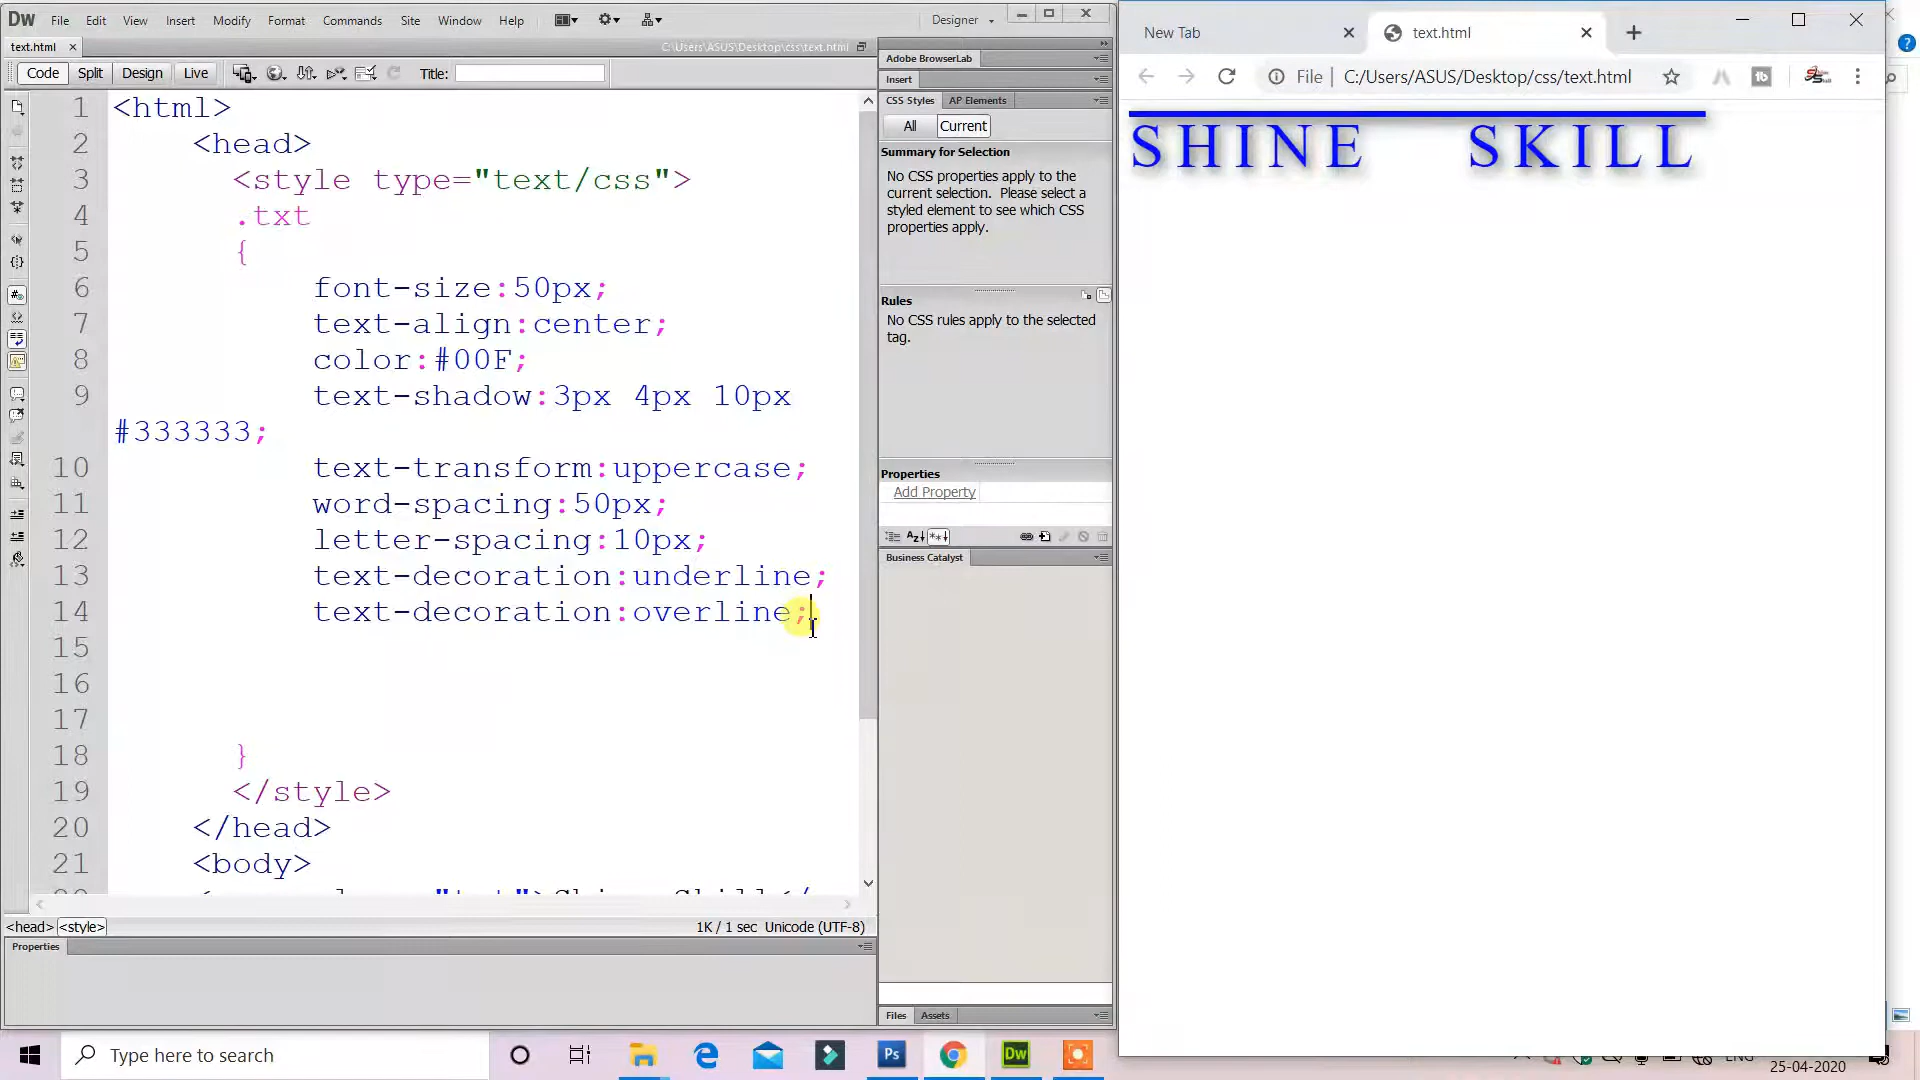 Dw File Edit View Insert Modify Format Commands Site Window Help Designer
text.html C:\Users\ASUS\Desktop\css\text.html
Code Split Design Live Title:
1 <html>
2 <head>
3 <style type="text/css">
4 .txt
5 {
6 font-size:50px;
7 text-align:center;
8 color:#00F;
9 text-shadow:3px 4px 10px
#333333;
10 text-transform:uppercase;
11 word-spacing:50px;
12 letter-spacing:10px;
13 text-decoration:underline;
14 text-decoration:overline;
15
16
17
18 }
19 </style>
20 </head>
21 <body>
<head> <style> 1K / 1 sec Unicode (UTF-8)
Properties
Adobe BrowserLab
Insert
CSS Styles AP Elements
All Current
Summary for Selection
No CSS properties apply to the
current selection. Please select a
styled element to see which CSS
properties apply.
Rules
No CSS rules apply to the selected
tag.
Properties
Add Property
Business Catalyst
Files Assets
New Tab text.html
File C:/Users/ASUS/Desktop/css/text.html
SHINE SKILL
Type here to search
Ps
Dw
ENG
25-04-2020